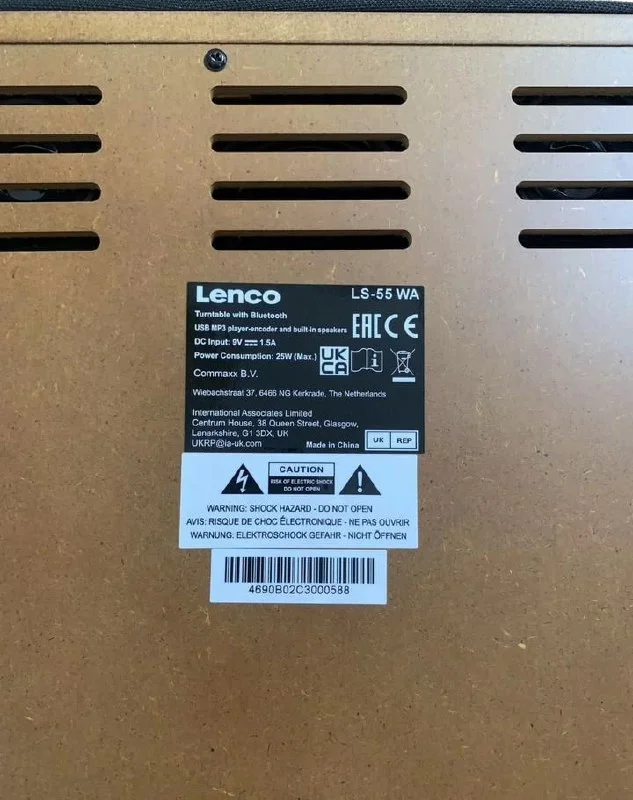 Lenco
LS-55 WA
Turntable with Bluetooth
USB MP3 player-encoder and built-in speakers
DC Input: 9V ⎓ 1.5A
Power Consumption: 25W (Max.)
EAC CE
UK
CA
Commaxx B.V.
Wiebachstraat 37, 6466 NG Kerkrade, The Netherlands
International Associates Limited
Centrum House, 38 Queen Street, Glasgow,
Lanarkshire, G1 3DX, UK
UKRP@ia-uk.com
Made in China
UK REP
CAUTION
RISK OF ELECTRIC SHOCK
DO NOT OPEN
WARNING: SHOCK HAZARD - DO NOT OPEN
AVIS: RISQUE DE CHOC ÉLECTRONIQUE - NE PAS OUVRIR
WARNUNG: ELEKTROSCHOCK GEFAHR - NICHT ÖFFNEN
4690B02C3000588